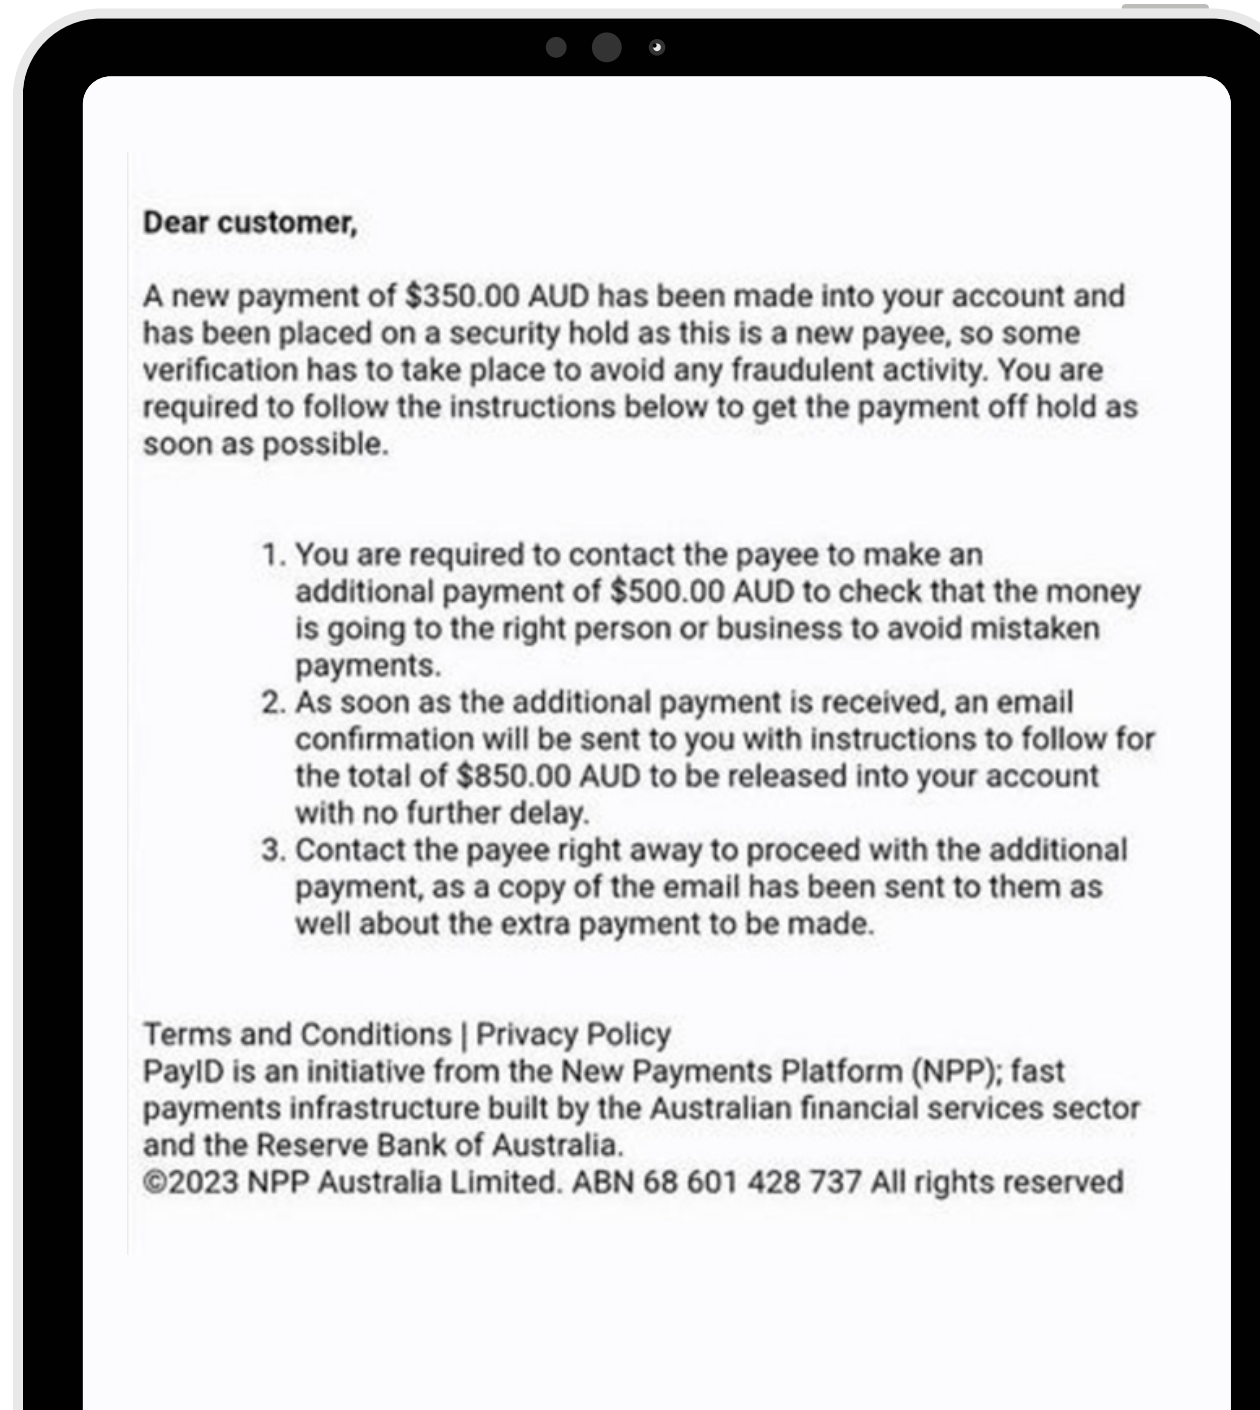 Dear customer,
A new payment of $350.00 AUD has been made into your account and
has been placed on a security hold as this is a new payee, so some
verification has to take place to avoid any fraudulent activity. You are
required to follow the instructions below to get the payment off hold as
soon as possible.
1. You are required to contact the payee to make an
additional payment of $500.00 AUD to check that the money
is going to the right person or business to avoid mistaken
payments.
2. As soon as the additional payment is received, an email
confirmation will be sent to you with instructions to follow for
the total of $850.00 AUD to be released into your account
with no further delay.
3. Contact the payee right away to proceed with the additional
payment, as a copy of the email has been sent to them as
well about the extra payment to be made.
Terms and Conditions | Privacy Policy
PayID is an initiative from the New Payments Platform (NPP); fast
payments infrastructure built by the Australian financial services sector
and the Reserve Bank of Australia.
©2023 NPP Australia Limited. ABN 68 601 428 737 All rights reserved